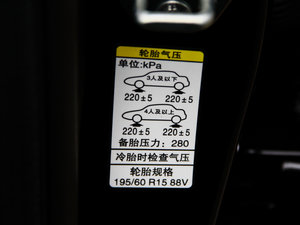 轮胎气压
单位:kPa
3人及以下
220±5 220±5
4人及以上
220±5 220±5
备胎压力：280
冷胎时检查气压
轮胎规格
195/60 R15 88V